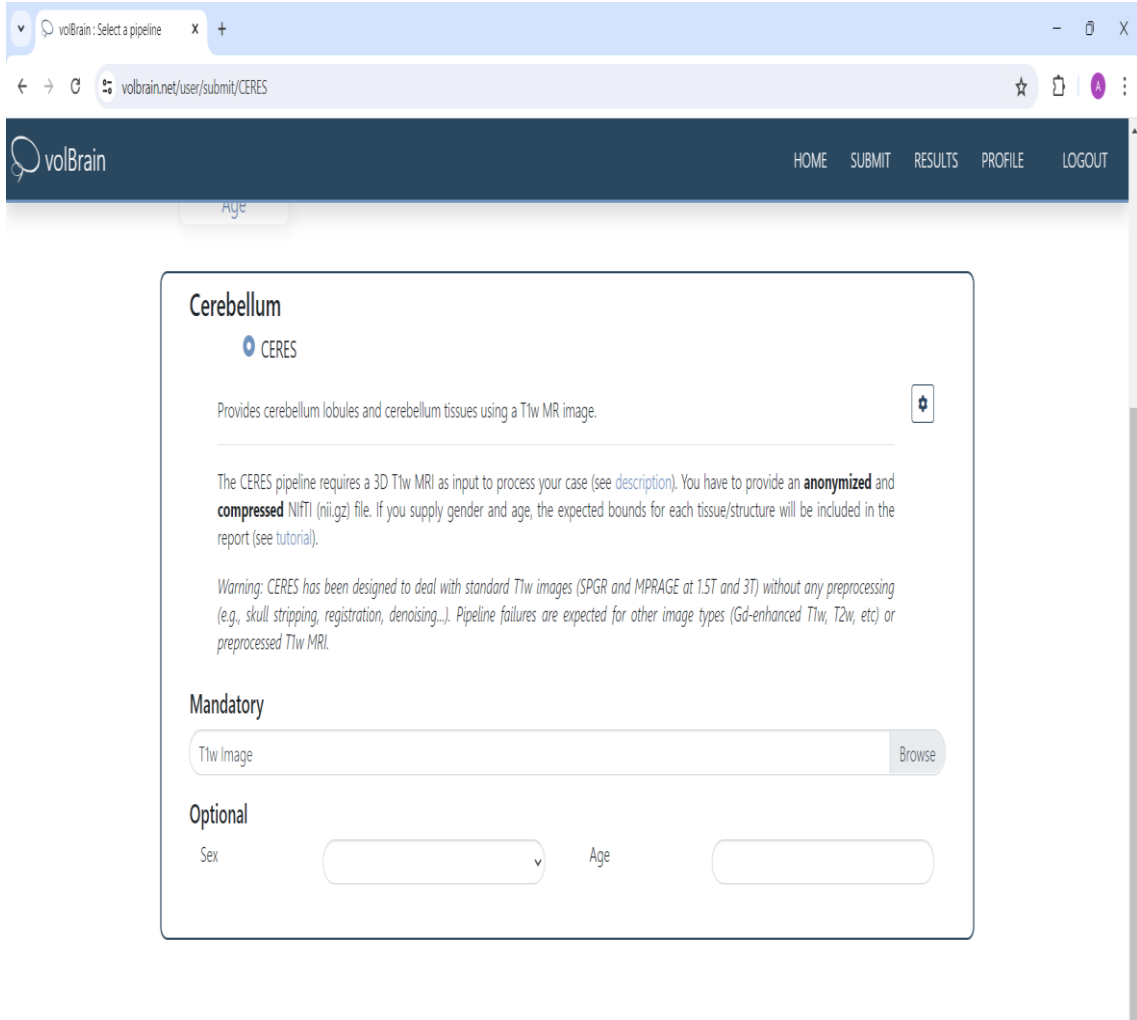 volBrain : Select a pipeline
volbrain.net/user/submit/CERES
A
volBrain
HOME SUBMIT RESULTS PROFILE LOGOUT
Age
Cerebellum
CERES
Provides cerebellum lobules and cerebellum tissues using a T1w MR image.
The CERES pipeline requires a 3D T1w MRI as input to process your case (see description). You have to provide an anonymized and
compressed NIfTI (nii.gz) file. If you supply gender and age, the expected bounds for each tissue/structure will be included in the
report (see tutorial).
Warning: CERES has been designed to deal with standard T1w images (SPGR and MPRAGE at 1.5T and 3T) without any preprocessing
(e.g., skull stripping, registration, denoising...). Pipeline failures are expected for other image types (Gd-enhanced T1w, T2w, etc) or
preprocessed T1w MRI.
Mandatory
T1w Image Browse
Optional
Sex Age